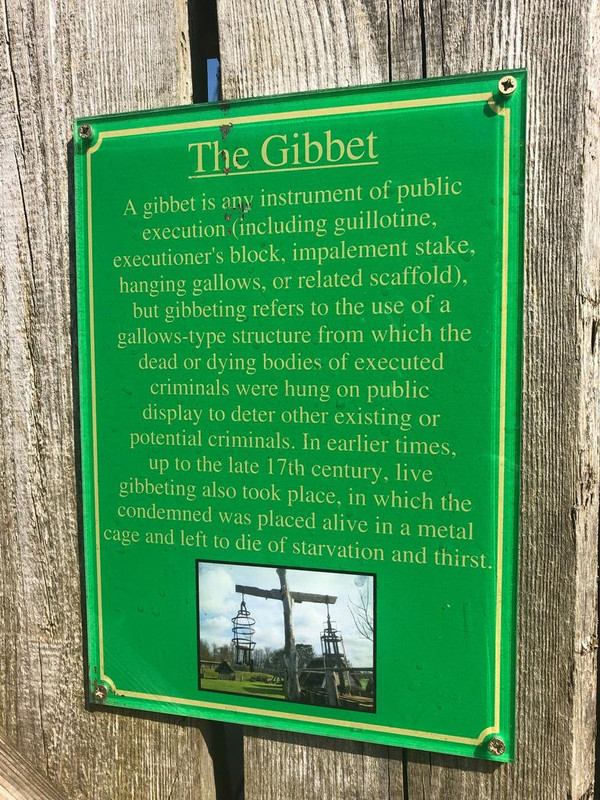 The Gibbet
A gibbet is any instrument of public
execution (including guillotine,
executioner's block, impalement stake,
hanging gallows, or related scaffold),
but gibbeting refers to the use of a
gallows-type structure from which the
dead or dying bodies of executed
criminals were hung on public
display to deter other existing or
potential criminals. In earlier times,
up to the late 17th century, live
gibbeting also took place, in which the
condemned was placed alive in a metal
cage and left to die of starvation and thirst.